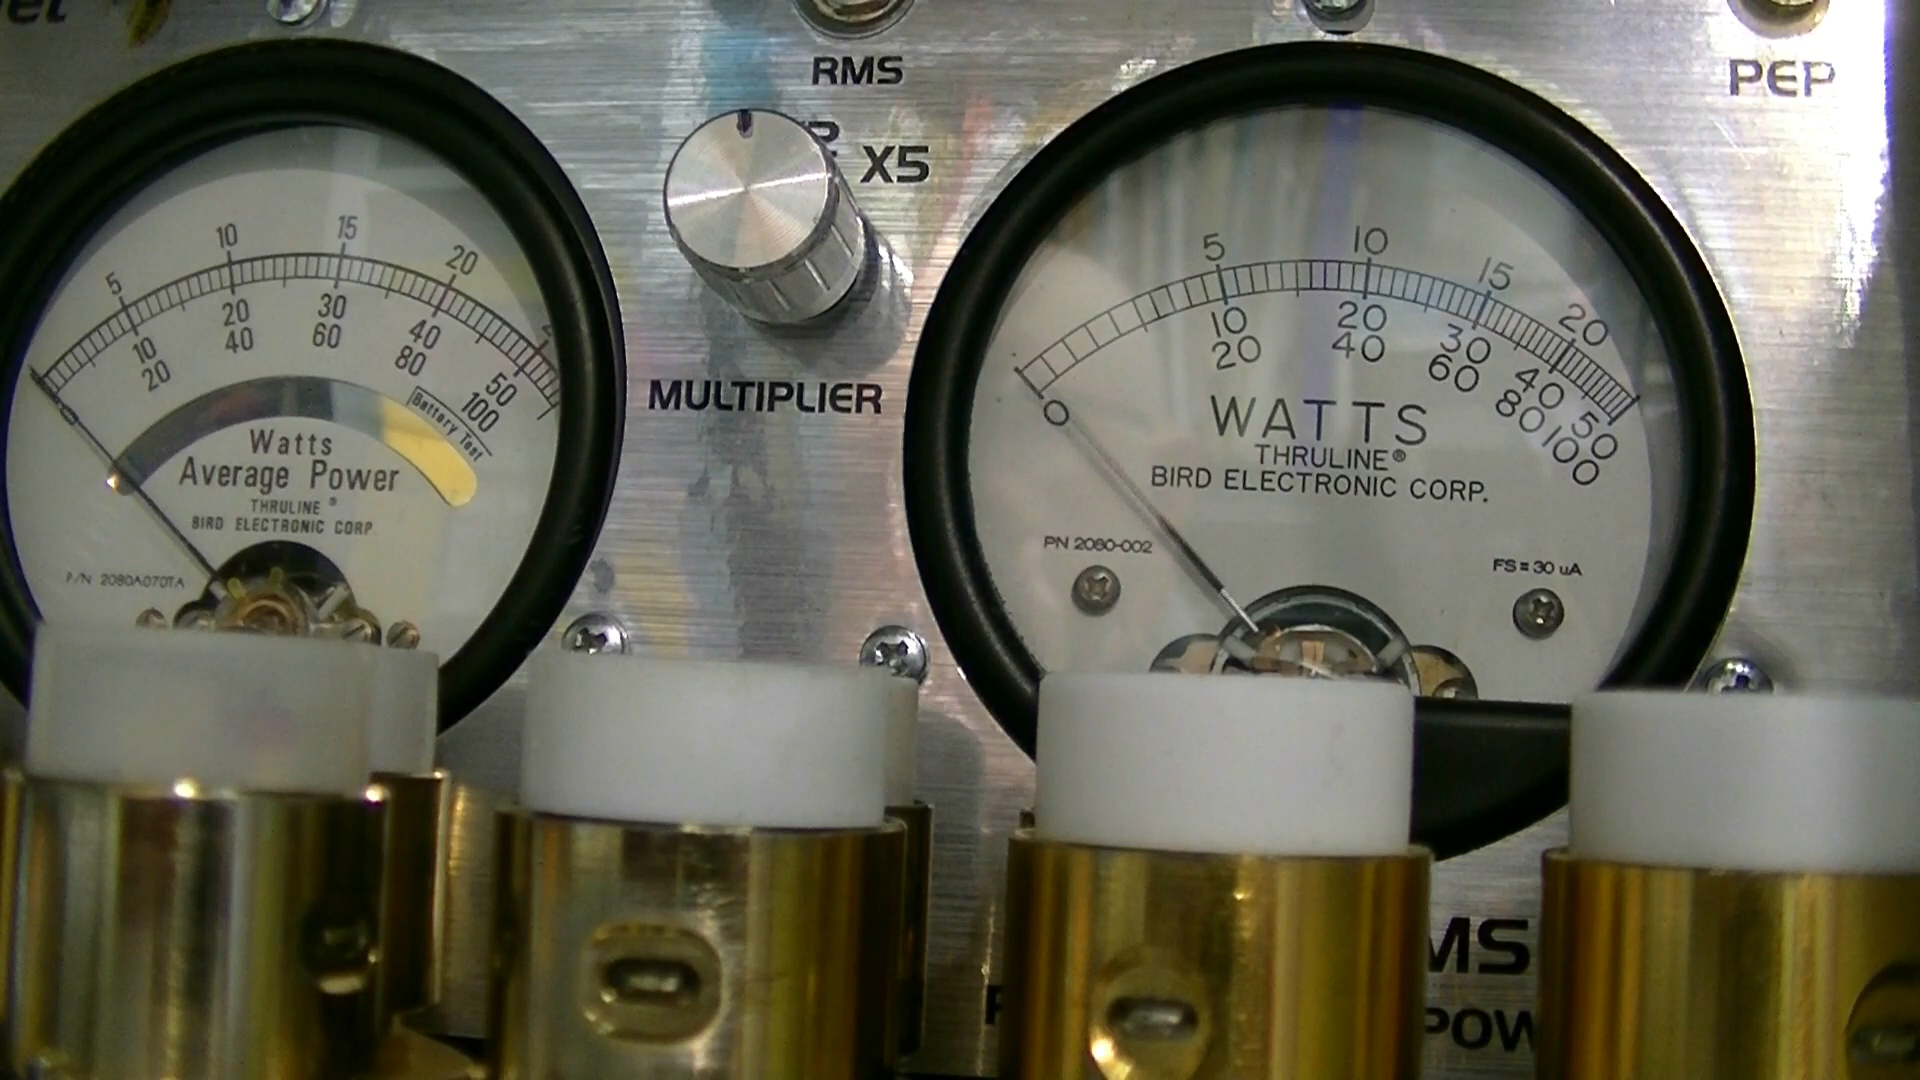 RMS
PEP
X5
MULTIPLIER
5 10 15 20
10 20 30 40 50
20 40 60 80 100
Battery Test
Watts
Average Power
THRULINE ®
BIRD ELECTRONIC CORP
P/N 2080A070TA
5 10 15 20
0 10 20 30 40 50
20 40 60 80 100
WATTS
THRULINE®
BIRD ELECTRONIC CORP.
PN 2080-002
FS = 30 uA
MS
POW